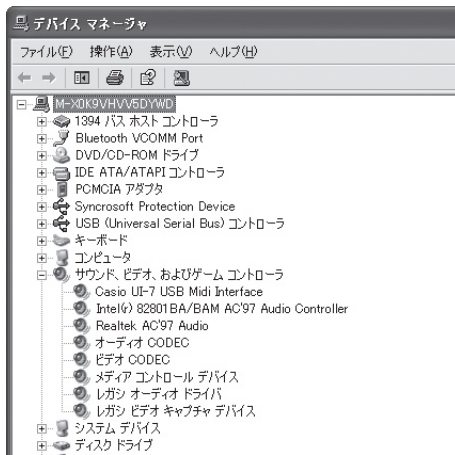 デバイス マネージャ
ファイル(F) 操作(A) 表示(V) ヘルプ(H)
M-X0K9VHVV5DYWD
1394 バス ホスト コントローラ
Bluetooth VCOMM Port
DVD/CD-ROM ドライブ
IDE ATA/ATAPI コントローラ
PCMCIA アダプタ
Syncrosoft Protection Device
USB (Universal Serial Bus) コントローラ
キーボード
コンピュータ
サウンド、ビデオ、およびゲーム コントローラ
Casio UI-7 USB Midi Interface
Intel(r) 82801BA/BAM AC'97 Audio Controller
Realtek AC'97 Audio
オーディオ CODEC
ビデオ CODEC
メディア コントロール デバイス
レガシ オーディオ ドライバ
レガシ ビデオ キャプチャ デバイス
システム デバイス
ディスク ドライブ